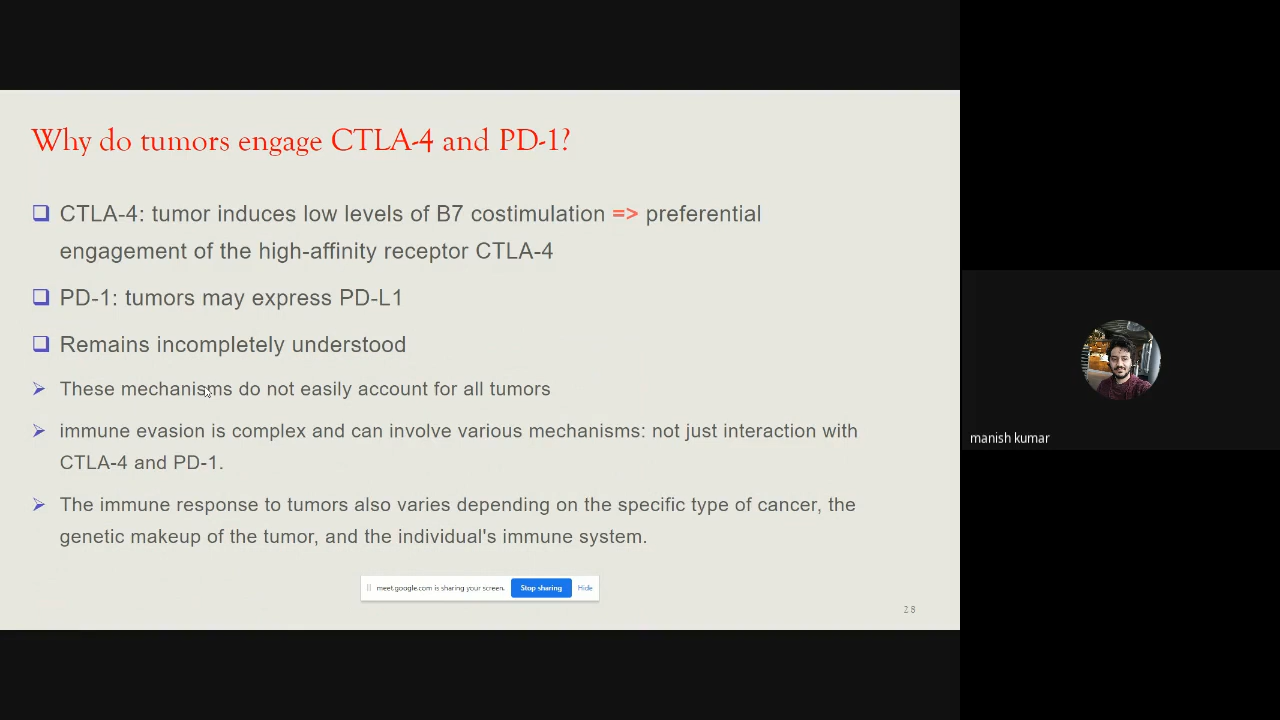 Why do tumors engage CTLA-4 and PD-1?
CTLA-4: tumor induces low levels of B7 costimulation => preferential
engagement of the high-affinity receptor CTLA-4
PD-1: tumors may express PD-L1
Remains incompletely understood
These mechanisms do not easily account for all tumors
immune evasion is complex and can involve various mechanisms: not just interaction with
CTLA-4 and PD-1.
The immune response to tumors also varies depending on the specific type of cancer, the
genetic makeup of the tumor, and the individual's immune system.
meet.google.com is sharing your screen. Stop sharing Hide
28
manish kumar